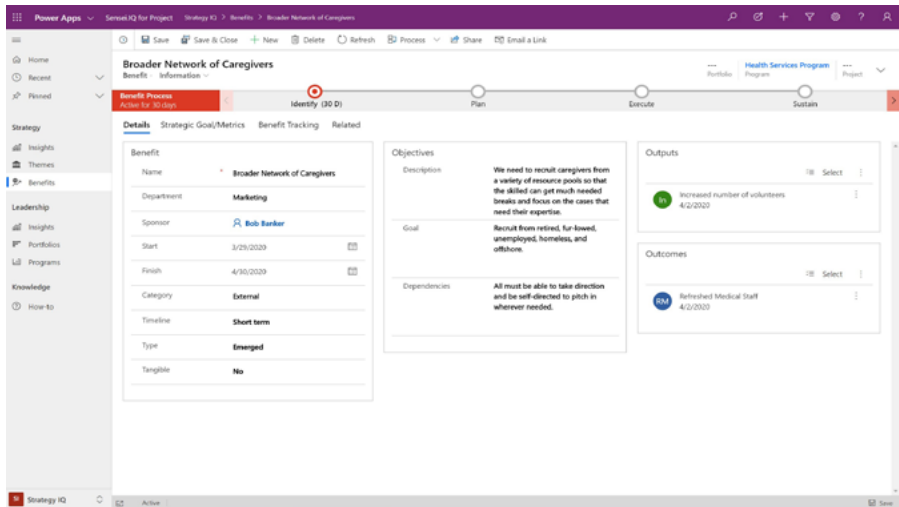 Power Apps Sensei.IQ for Project Strategy IQ > Benefits > Broader Network of Caregivers
Save Save & Close New Delete Refresh Process Share Email a Link
Home
Recent
Pinned
Strategy
Insights
Themes
Benefits
Leadership
Insights
Portfolios
Programs
Knowledge
How-to
SI Strategy IQ
Broader Network of Caregivers
Benefit · Information
---
Portfolio
Health Services Program
Program
---
Project
Benefit Process
Active for 30 days
Identify (30 D)
Plan
Execute
Sustain
Details Strategic Goal/Metrics Benefit Tracking Related
Benefit
Name * Broader Network of Caregivers
Department Marketing
Sponsor Bob Banker
Start 3/29/2020
Finish 4/30/2020
Category External
Timeline Short term
Type Emerged
Tangible No
Objectives
Description We need to recruit caregivers from
a variety of resource pools so that
the skilled can get much needed
breaks and focus on the cases that
need their expertise.
Goal Recruit from retired, fur-lowed,
unemployed, homeless, and
offshore.
Dependencies All must be able to take direction
and be self-directed to pitch in
wherever needed.
Outputs
Select
In Increased number of volunteers
4/2/2020
Outcomes
Select
RM Refreshed Medical Staff
4/2/2020
Active
Save